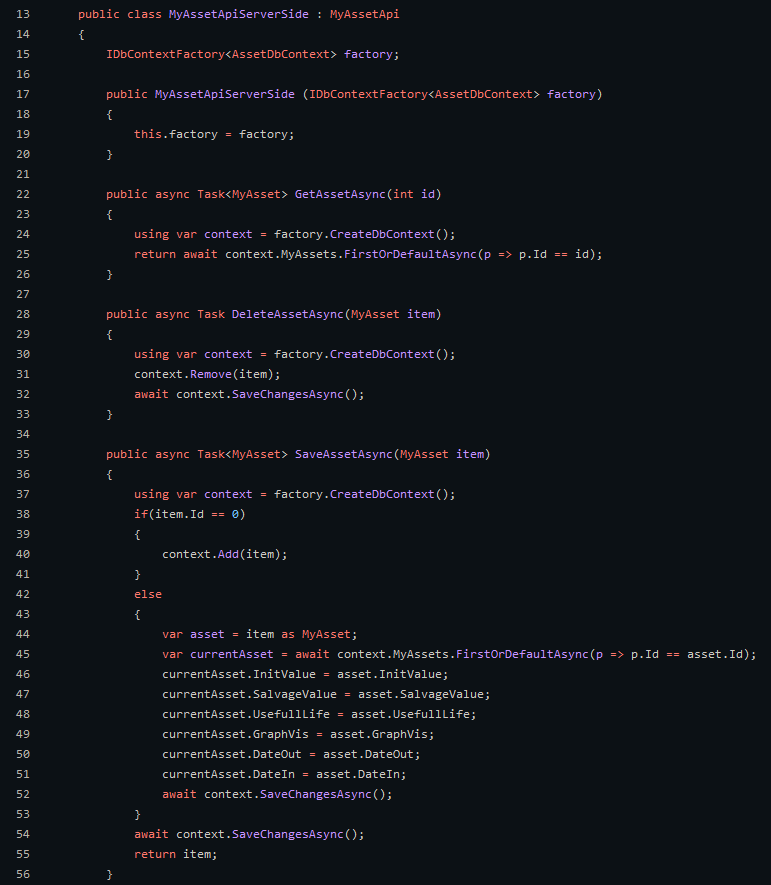 13 public class MyAssetApiServerSide : MyAssetApi
14 {
15 IDbContextFactory<AssetDbContext> factory;
16
17 public MyAssetApiServerSide (IDbContextFactory<AssetDbContext> factory)
18 {
19 this.factory = factory;
20 }
21
22 public async Task<MyAsset> GetAssetAsync(int id)
23 {
24 using var context = factory.CreateDbContext();
25 return await context.MyAssets.FirstOrDefaultAsync(p => p.Id == id);
26 }
27
28 public async Task DeleteAssetAsync(MyAsset item)
29 {
30 using var context = factory.CreateDbContext();
31 context.Remove(item);
32 await context.SaveChangesAsync();
33 }
34
35 public async Task<MyAsset> SaveAssetAsync(MyAsset item)
36 {
37 using var context = factory.CreateDbContext();
38 if(item.Id == 0)
39 {
40 context.Add(item);
41 }
42 else
43 {
44 var asset = item as MyAsset;
45 var currentAsset = await context.MyAssets.FirstOrDefaultAsync(p => p.Id == asset.Id);
46 currentAsset.InitValue = asset.InitValue;
47 currentAsset.SalvageValue = asset.SalvageValue;
48 currentAsset.UsefullLife = asset.UsefullLife;
49 currentAsset.GraphVis = asset.GraphVis;
50 currentAsset.DateOut = asset.DateOut;
51 currentAsset.DateIn = asset.DateIn;
52 await context.SaveChangesAsync();
53 }
54 await context.SaveChangesAsync();
55 return item;
56 }